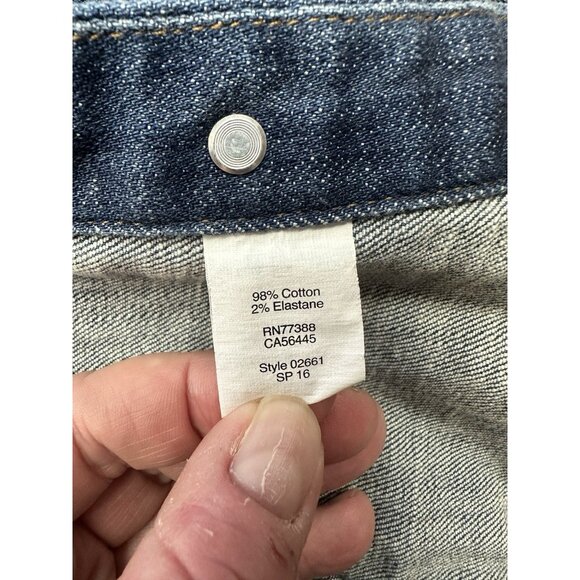 98% Cotton
2% Elastane
RN77388
CA56445
Style 02661
SP 16